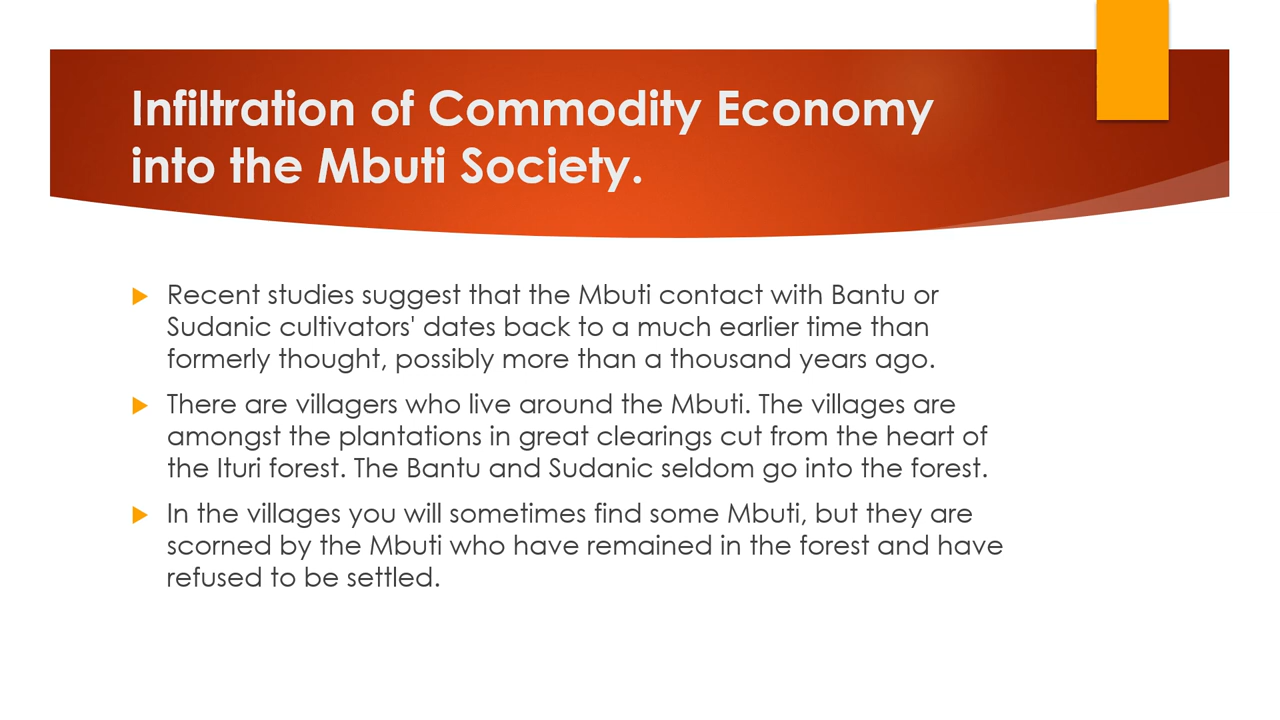 Infiltration of Commodity Economy
into the Mbuti Society.
Recent studies suggest that the Mbuti contact with Bantu or
Sudanic cultivators' dates back to a much earlier time than
formerly thought, possibly more than a thousand years ago.
There are villagers who live around the Mbuti. The villages are
amongst the plantations in great clearings cut from the heart of
the Ituri forest. The Bantu and Sudanic seldom go into the forest.
In the villages you will sometimes find some Mbuti, but they are
scorned by the Mbuti who have remained in the forest and have
refused to be settled.